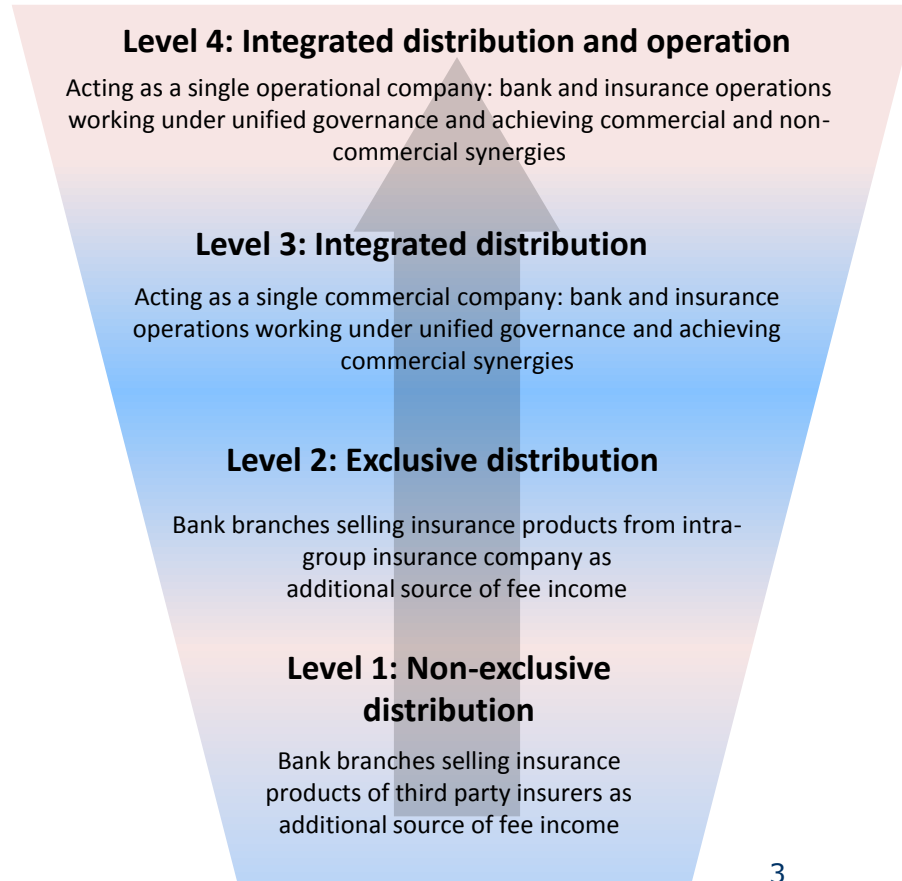 Level 4: Integrated distribution and operation
Acting as a single operational company: bank and insurance operations
working under unified governance and achieving commercial and non-
commercial synergies
Level 3: Integrated distribution
Acting as a single commercial company: bank and insurance
operations working under unified governance and achieving
commercial synergies
Level 2: Exclusive distribution
Bank branches selling insurance products from intra-
group insurance company as
additional source of fee income
Level 1: Non-exclusive
distribution
Bank branches selling insurance
products of third party insurers as
additional source of fee income
3